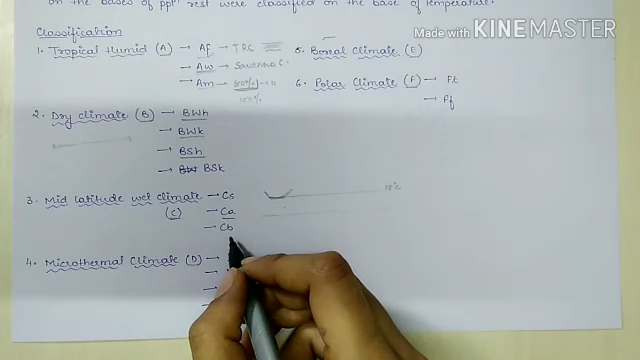 on the bases of ppt rest were classified on the base of temperature.
Made with KINEMASTER
Classification
1. Tropical Humid (A) → Af → TRC
→ Aw → Savanna C.
→ Am →
100%
5. Boreal Climate (E)
6. Polar Climate (F) → Ft
→ Ff
2. Dry climate (B) → BWh
→ BWk
→ BSh
→ BSk
3. Mid latitude wet climate → Cs
(C) → Ca
→ Cb
18°C
4. Microthermal Climate (D) →